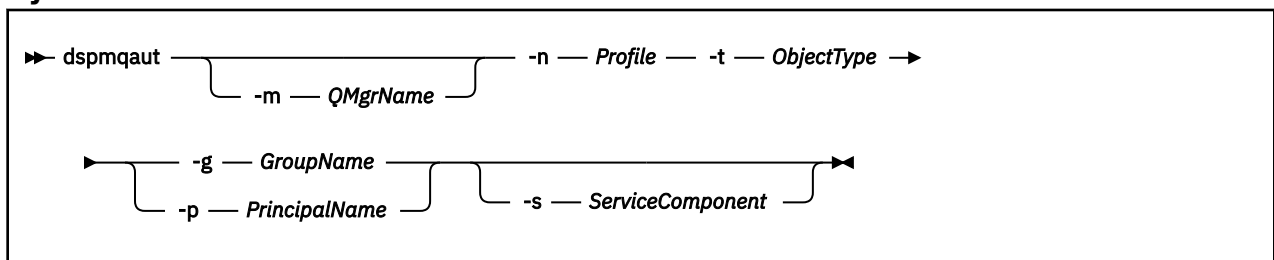 dspmqaut -n Profile -t ObjectType
-m QMgrName
-g GroupName
-p PrincipalName
-s ServiceComponent